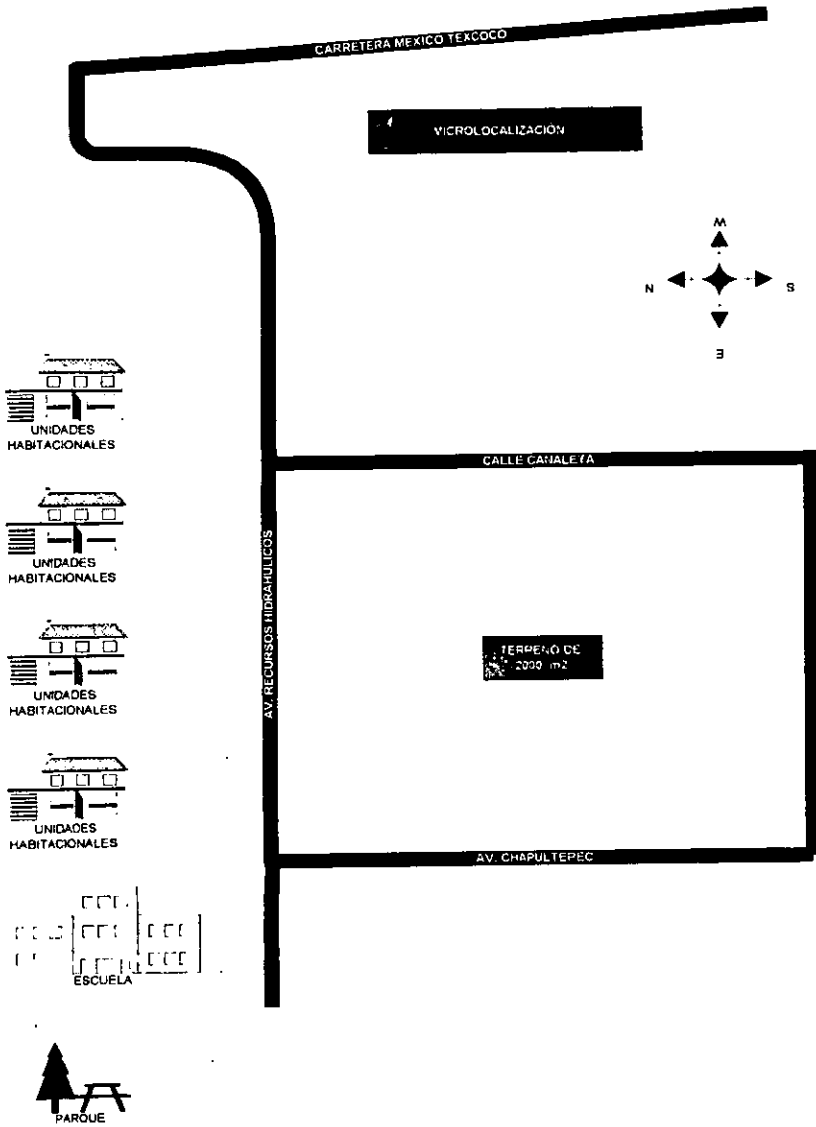 CARRETERA MEXICO TEXCOCO
MICROLOCALIZACIÓN
W
N
S
E
UNIDADES
HABITACIONALES
CALLE CANALEYA
UNIDADES
HABITACIONALES
AV. RECURSOS HIDRAHULICOS
TERRENO DE
2000 m2
UNIDADES
HABITACIONALES
UNIDADES
HABITACIONALES
AV. CHAPULTEPEC
ESCUELA
PARQUE